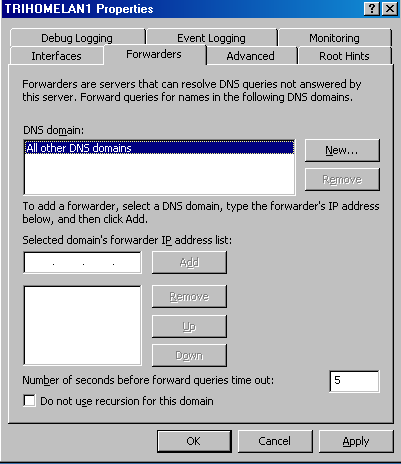 TRIHOMELAN1 Properties
Debug Logging
Event Logging
Monitoring
Interfaces
Forwarders
Advanced
Root Hints
Forwarders are servers that can resolve DNS queries not answered by
this server. Forward queries for names in the following DNS domains.
DNS domain:
All other DNS domains
New...
Remove
To add a forwarder, select a DNS domain, type the forwarder's IP address
below, and then click Add.
Selected domain's forwarder IP address list:
. . .
Add
Remove
Up
Down
Number of seconds before forward queries time out:
5
Do not use recursion for this domain
OK
Cancel
Apply